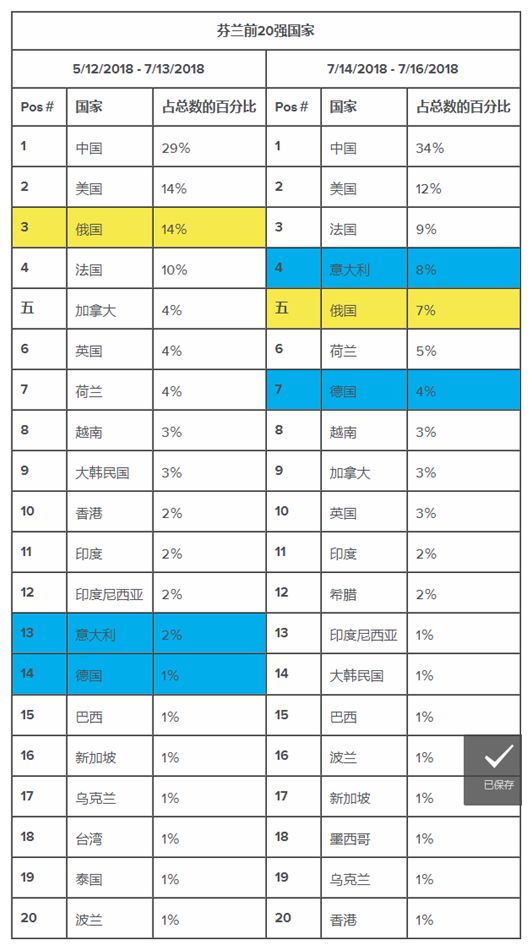 芬兰前20强国家
5/12/2018 - 7/13/2018 7/14/2018 - 7/16/2018
Pos # 国家 占总数的百分比 Pos # 国家 占总数的百分比
1 中国 29% 1 中国 34%
2 美国 14% 2 美国 12%
3 俄国 14% 3 法国 9%
4 法国 10% 4 意大利 8%
五 加拿大 4% 五 俄国 7%
6 英国 4% 6 荷兰 5%
7 荷兰 4% 7 德国 4%
8 越南 3% 8 越南 3%
9 大韩民国 3% 9 加拿大 3%
10 香港 2% 10 英国 3%
11 印度 2% 11 印度 2%
12 印度尼西亚 2% 12 希腊 2%
13 意大利 2% 13 印度尼西亚 1%
14 德国 1% 14 大韩民国 1%
15 巴西 1% 15 巴西 1%
16 新加坡 1% 16 波兰 1%
17 乌克兰 1% 17 新加坡 1%
18 台湾 1% 18 墨西哥 1%
19 泰国 1% 19 乌克兰 1%
20 波兰 1% 20 香港 1%
已保存